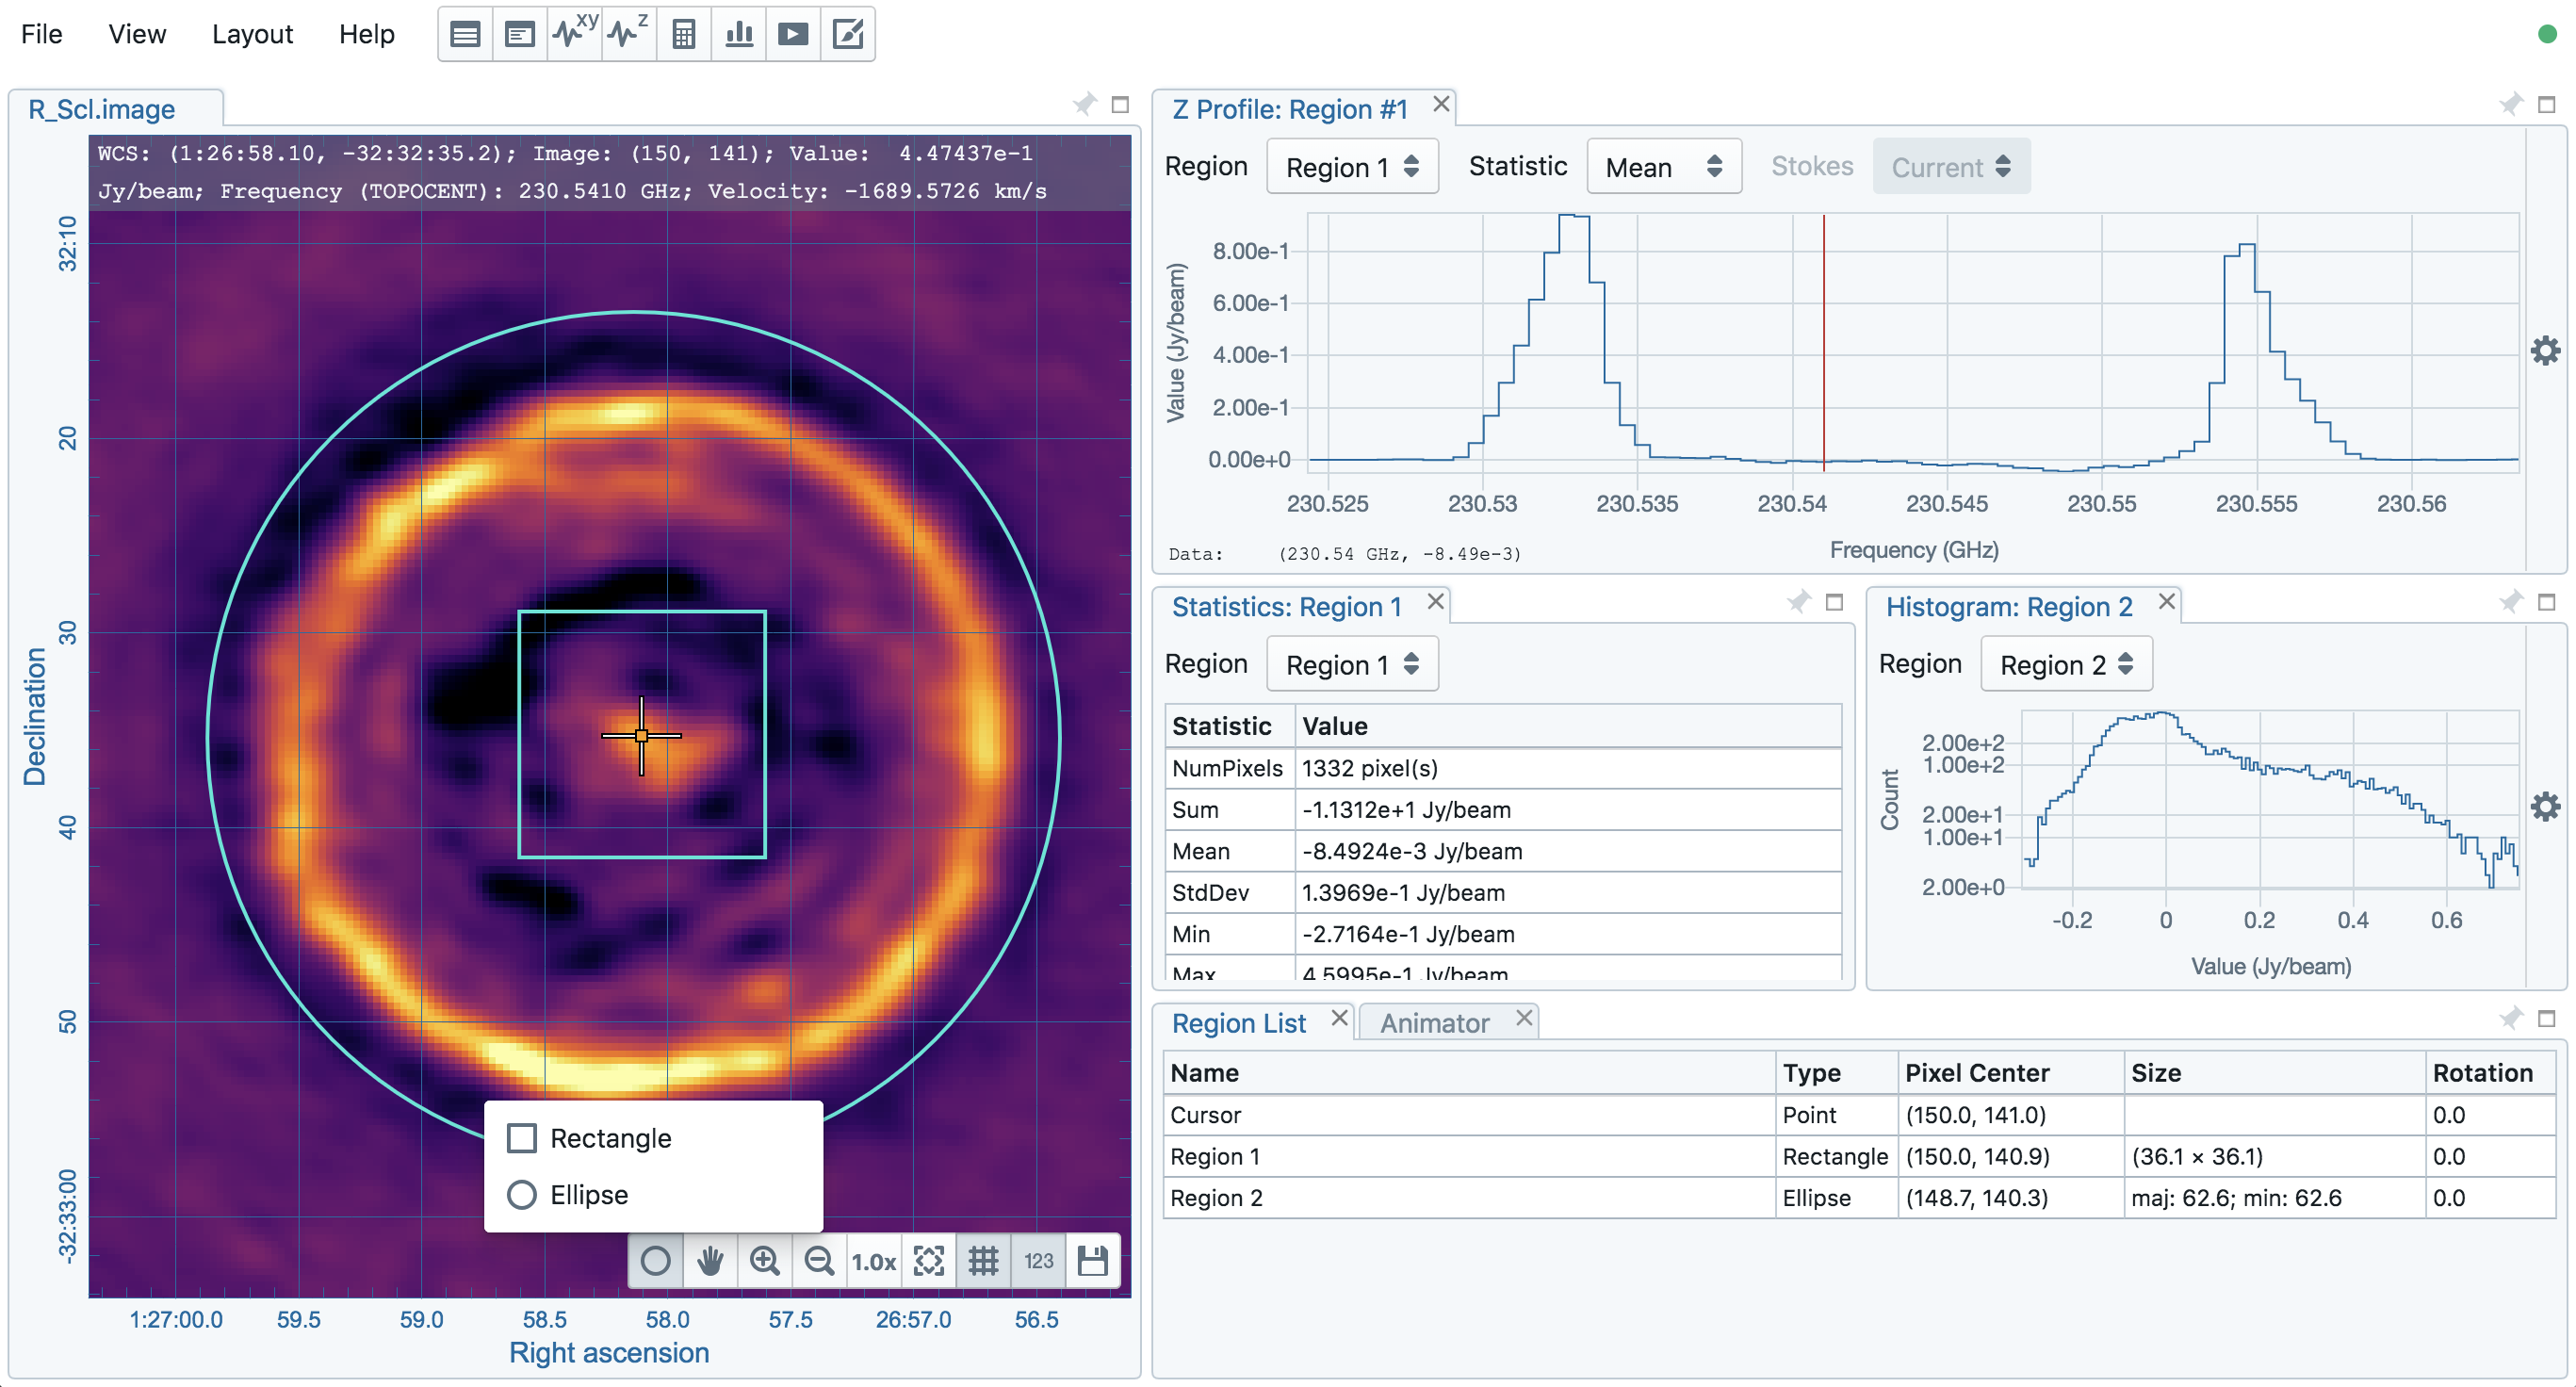 File View Layout Help xy z
R_Scl.image
WCS: (1:26:58.10, -32:32:35.2); Image: (150, 141); Value: 4.47437e-1
Jy/beam; Frequency (TOPOCENT): 230.5410 GHz; Velocity: -1689.5726 km/s
Declination
32:10
20
30
40
50
-32:33:00
Rectangle
Ellipse
1.0x 123
1:27:00.0 59.5 59.0 58.5 58.0 57.5 26:57.0 56.5
Right ascension
Z Profile: Region #1
Region Region 1 Statistic Mean Stokes Current
Value (Jy/beam)
8.00e-1
6.00e-1
4.00e-1
2.00e-1
0.00e+0
230.525 230.53 230.535 230.54 230.545 230.55 230.555 230.56
Frequency (GHz)
Data: (230.54 GHz, -8.49e-3)
Statistics: Region 1
Region Region 1
Statistic Value
NumPixels 1332 pixel(s)
Sum -1.1312e+1 Jy/beam
Mean -8.4924e-3 Jy/beam
StdDev 1.3969e-1 Jy/beam
Min -2.7164e-1 Jy/beam
Max 4.5995e-1 Jy/beam
Histogram: Region 2
Region Region 2
Count
2.00e+2
1.00e+2
2.00e+1
1.00e+1
2.00e+0
-0.2 0 0.2 0.4 0.6
Value (Jy/beam)
Region List Animator
Name Type Pixel Center Size Rotation
Cursor Point (150.0, 141.0) 0.0
Region 1 Rectangle (150.0, 140.9) (36.1 × 36.1) 0.0
Region 2 Ellipse (148.7, 140.3) maj: 62.6; min: 62.6 0.0